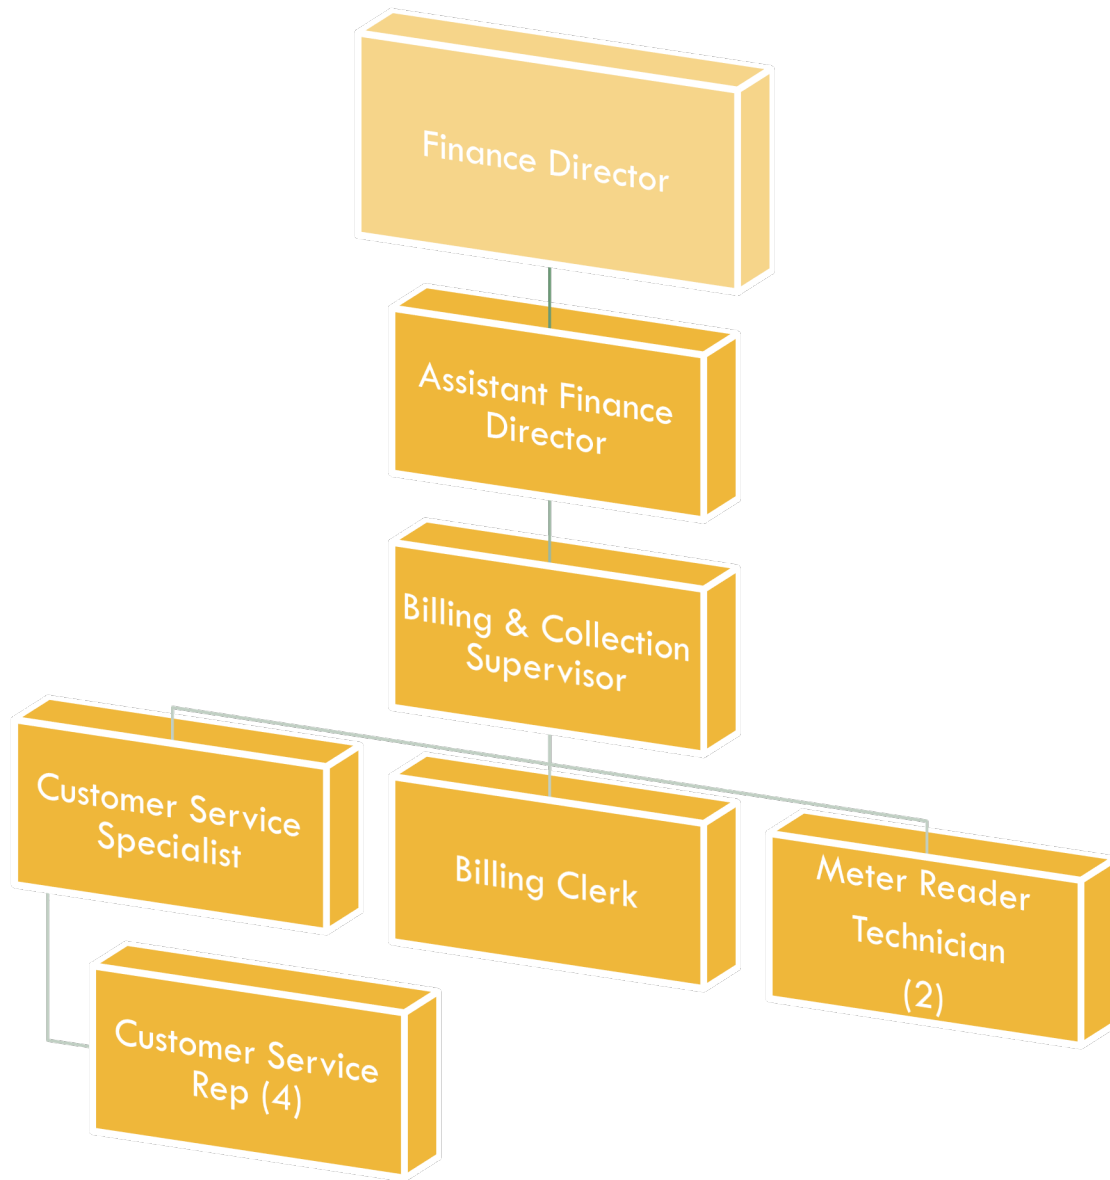 Finance Director
Assistant Finance
Director
Billing & Collection
Supervisor
Customer Service
Specialist
Billing Clerk
Meter Reader
Technician
(2)
Customer Service
Rep (4)